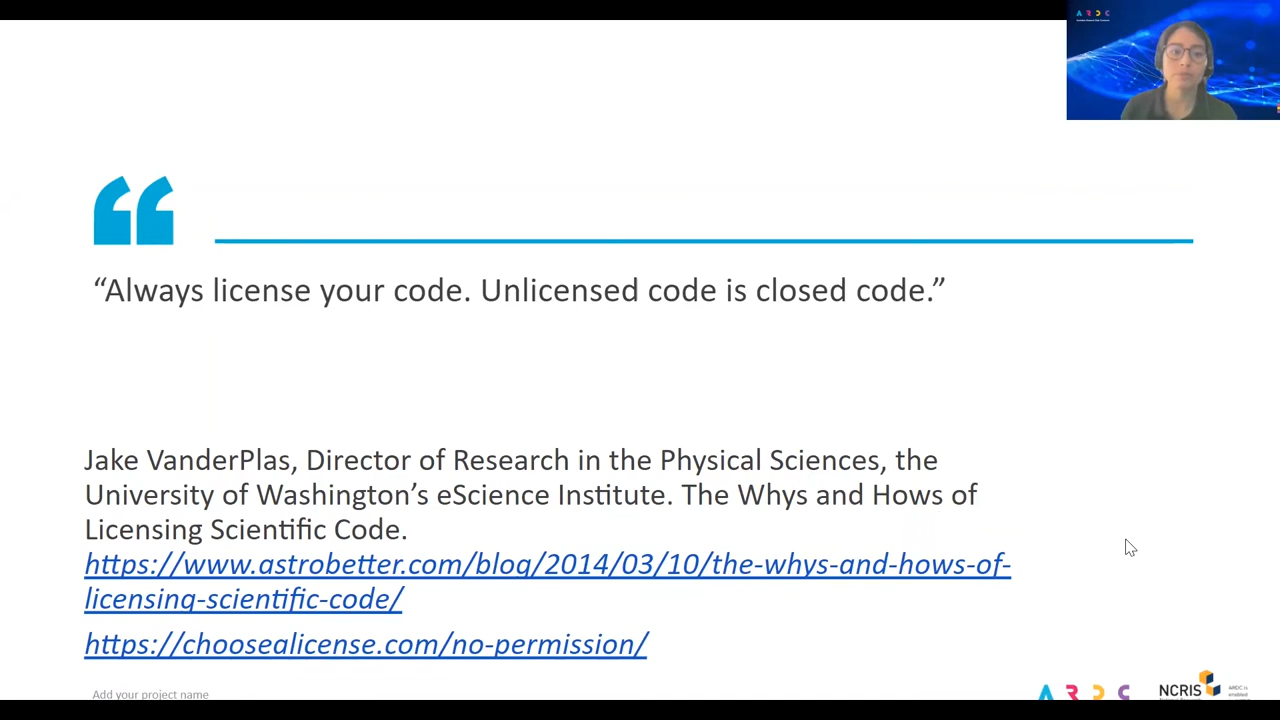 A R D C
“Always license your code. Unlicensed code is closed code.”
Jake VanderPlas, Director of Research in the Physical Sciences, the
University of Washington’s eScience Institute. The Whys and Hows of
Licensing Scientific Code.
https://www.astrobetter.com/blog/2014/03/10/the-whys-and-hows-of-
licensing-scientific-code/
https://choosealicense.com/no-permission/
Add your project name
A R D C
NCRIS
ARDC is
enabled